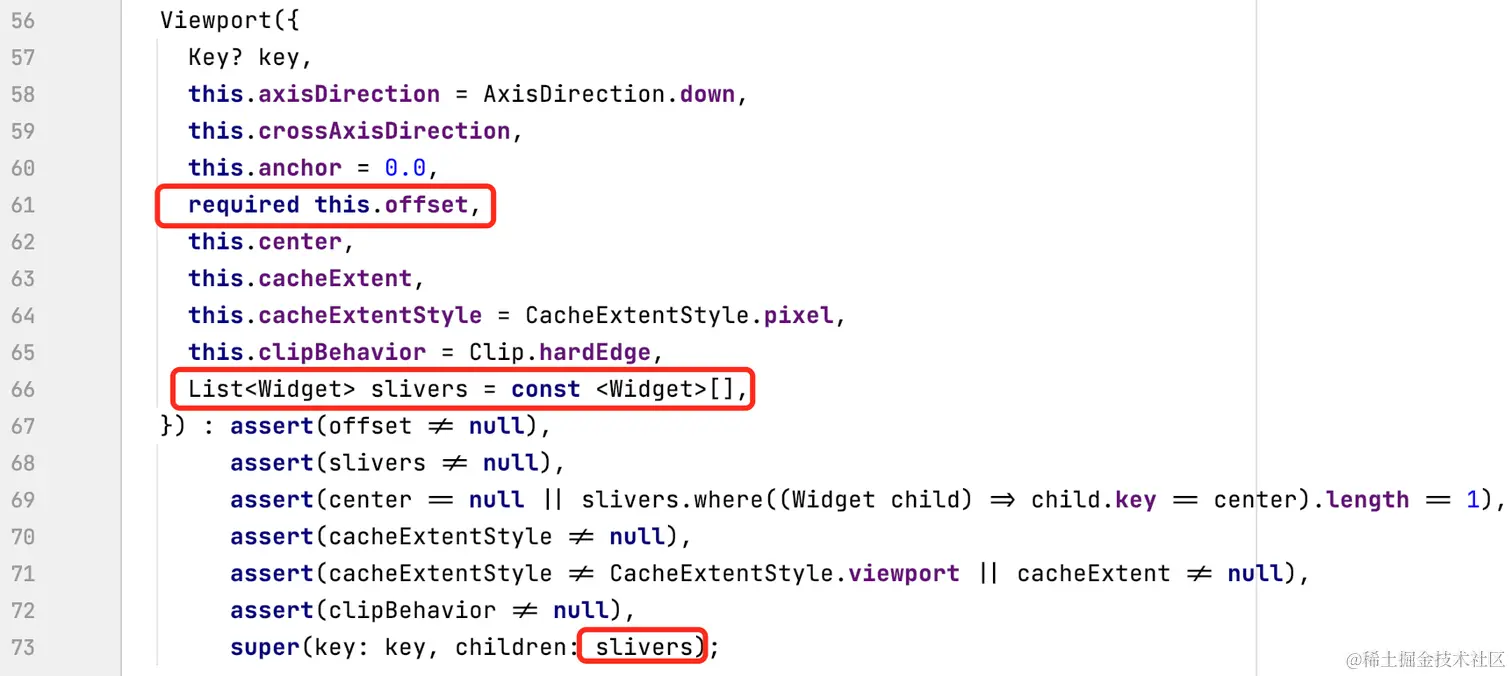 56 Viewport({
57 Key? key,
58 this.axisDirection = AxisDirection.down,
59 this.crossAxisDirection,
60 this.anchor = 0.0,
61 required this.offset,
62 this.center,
63 this.cacheExtent,
64 this.cacheExtentStyle = CacheExtentStyle.pixel,
65 this.clipBehavior = Clip.hardEdge,
66 List<Widget> slivers = const <Widget>[],
67 }) : assert(offset != null),
68 assert(slivers != null),
69 assert(center == null || slivers.where((Widget child) => child.key == center).length == 1),
70 assert(cacheExtentStyle != null),
71 assert(cacheExtentStyle != CacheExtentStyle.viewport || cacheExtent != null),
72 assert(clipBehavior != null),
73 super(key: key, children: slivers);
@稀土掘金技术社区